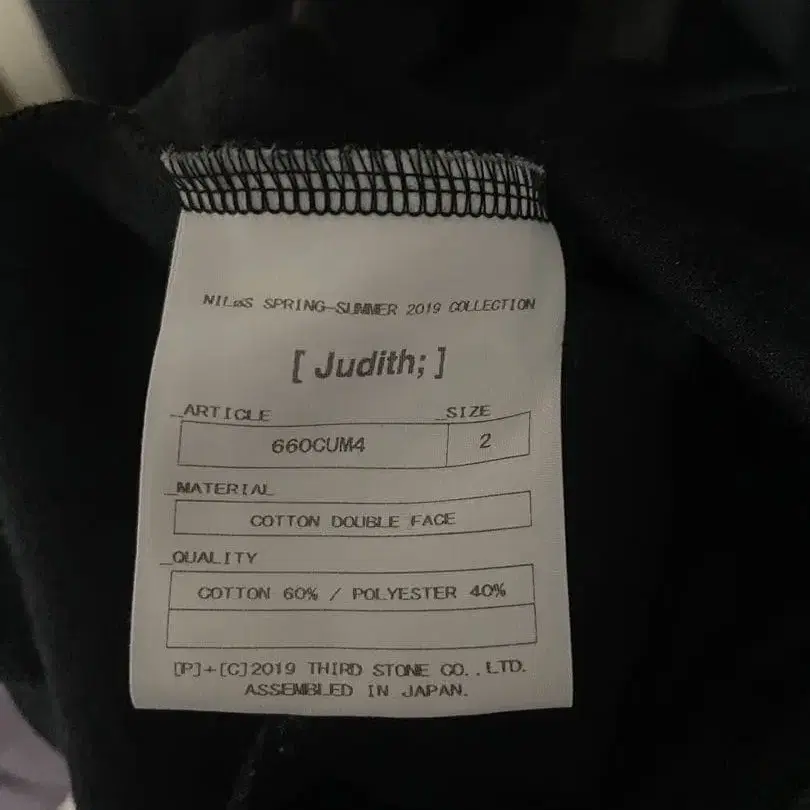 NILøS SPRING-SUMMER 2019 COLLECTION
[ Judith; ]
_ARTICLE _SIZE
660CUM4 2
_MATERIAL
COTTON DOUBLE FACE
_QUALITY
COTTON 60% / POLYESTER 40%
[P]+[C]2019 THIRD STONE CO.,LTD.
ASSEMBLED IN JAPAN.